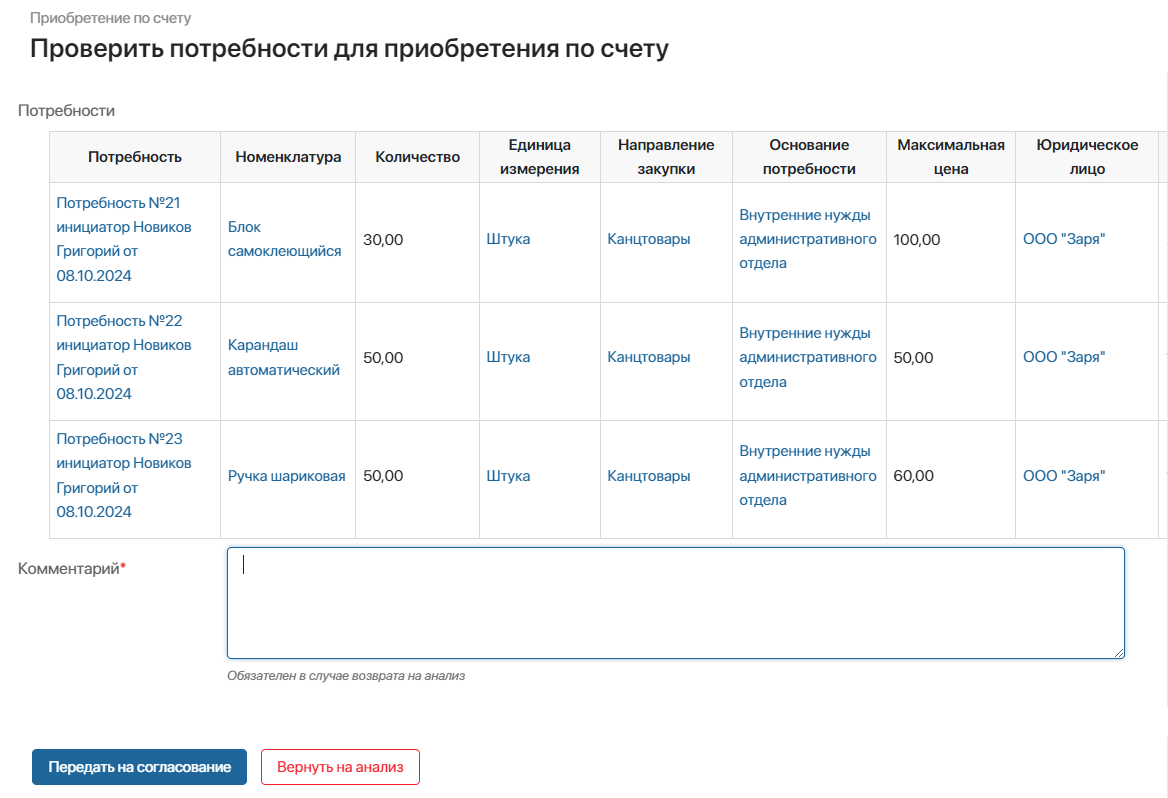 Приобретение по счету
Проверить потребности для приобретения по счету
Потребности
Потребность
Номенклатура
Количество
Единица
измерения
Направление
закупки
Основание
потребности
Максимальная
цена
Юридическое
лицо
Потребность №21
инициатор Новиков
Григорий от
08.10.2024
Блок
самоклеющийся
30,00
Штука
Канцтовары
Внутренние нужды
административного
отдела
100,00
ООО "Заря"
Потребность №22
инициатор Новиков
Григорий от
08.10.2024
Карандаш
автоматический
50,00
Штука
Канцтовары
Внутренние нужды
административного
отдела
50,00
ООО "Заря"
Потребность №23
инициатор Новиков
Григорий от
08.10.2024
Ручка шариковая
50,00
Штука
Канцтовары
Внутренние нужды
административного
отдела
60,00
ООО "Заря"
Комментарий*
Обязателен в случае возврата на анализ
Передать на согласование
Вернуть на анализ